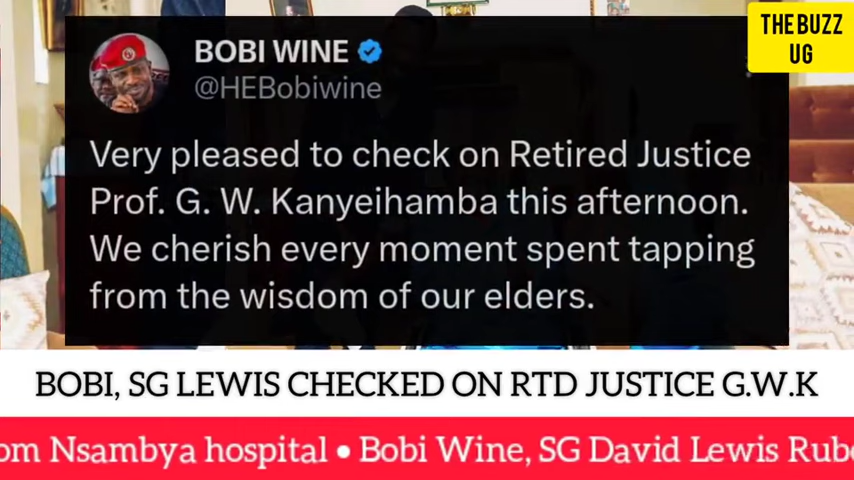 THE BUZZ
UG
BOBI WINE
@HEBobiwine
Very pleased to check on Retired Justice
Prof. G. W. Kanyeihamba this afternoon.
We cherish every moment spent tapping
from the wisdom of our elders.
BOBI, SG LEWIS CHECKED ON RTD JUSTICE G.W.K
om Nsambya hospital • Bobi Wine, SG David Lewis Rub